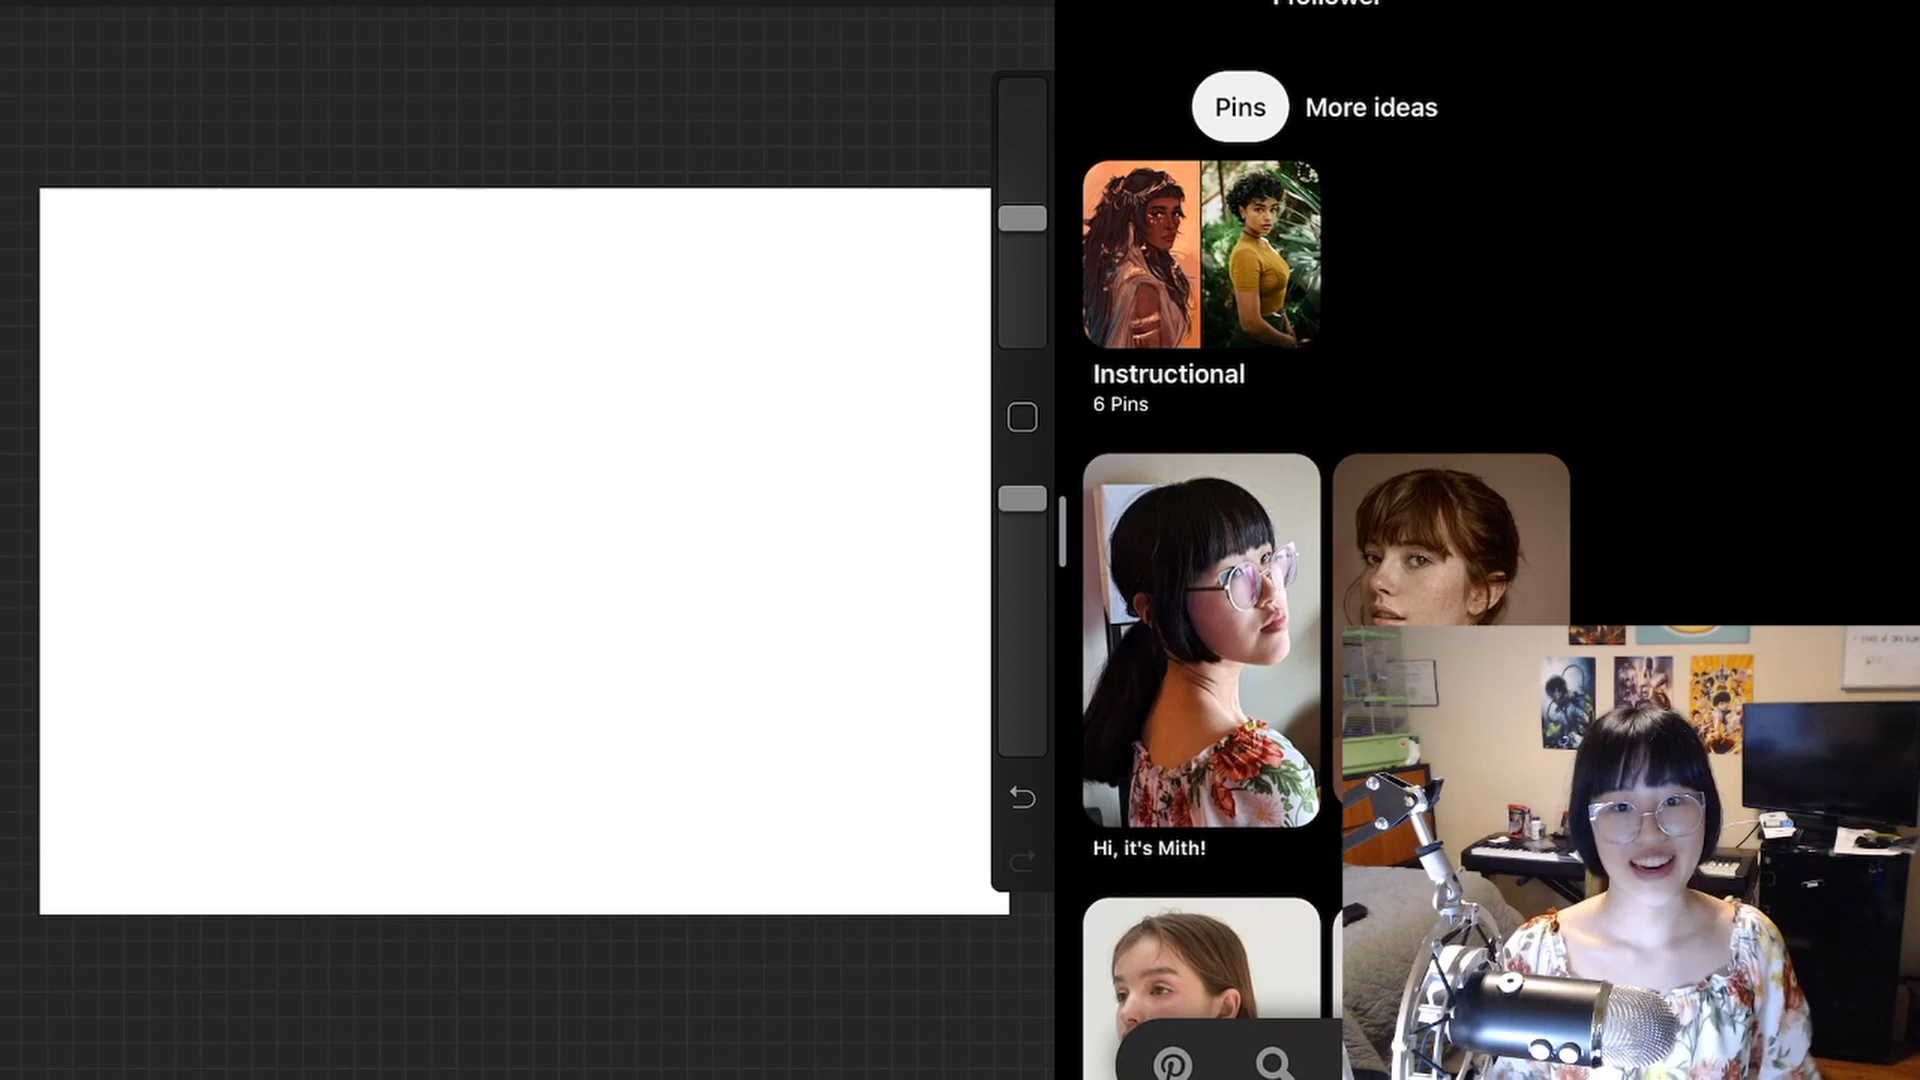 Pins
More ideas
Instructional
6 Pins
Hi, it's Mith!